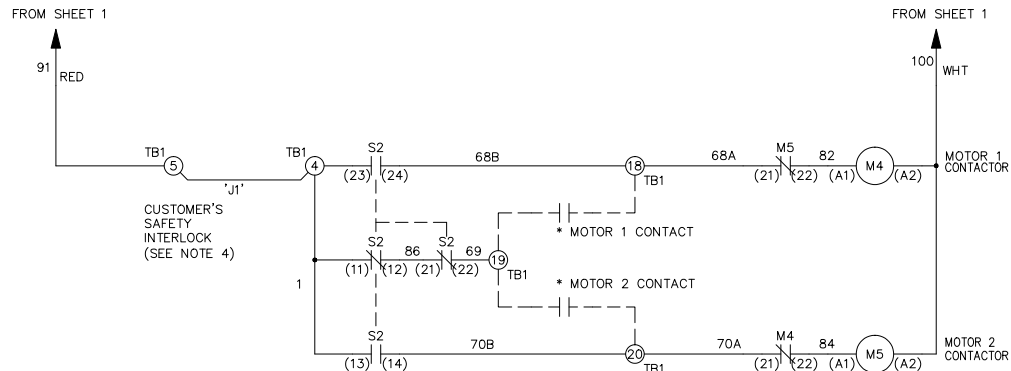 FROM SHEET 1
FROM SHEET 1
91
RED
100
WHT
TB1
5
TB1
4
S2
(23)
(24)
68B
18
TB1
68A
M5
(21)
(22)
82
(A1)
M4
(A2)
MOTOR 1
CONTACTOR
'J1'
CUSTOMER'S
SAFETY
INTERLOCK
(SEE NOTE 4)
* MOTOR 1 CONTACT
S2
(11)
(12)
86
S2
(21)
(22)
69
19
TB1
1
* MOTOR 2 CONTACT
S2
(13)
(14)
70B
20
TB1
70A
M4
(21)
(22)
84
(A1)
M5
(A2)
MOTOR 2
CONTACTOR